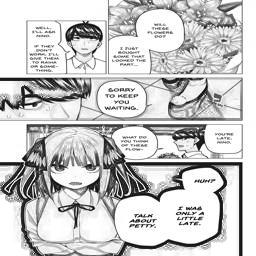 WILL
THESE
FLOWERS
DO?
I JUST
BOUGHT
SOME THAT
LOOKED THE
PART...
WELL,
I'LL ASK
NINO.
IF THEY
DON'T
WORK, I'LL
GIVE THEM
TO RAIHA
OR SOME-
THING.
SORRY
TO KEEP
YOU
WAITING.
YOU'RE
LATE,
NINO.
WHAT DO YOU
THINK OF
THESE
FLOW-
HUH?
I WAS
ONLY A
LITTLE
LATE.
TALK
ABOUT
PETTY.